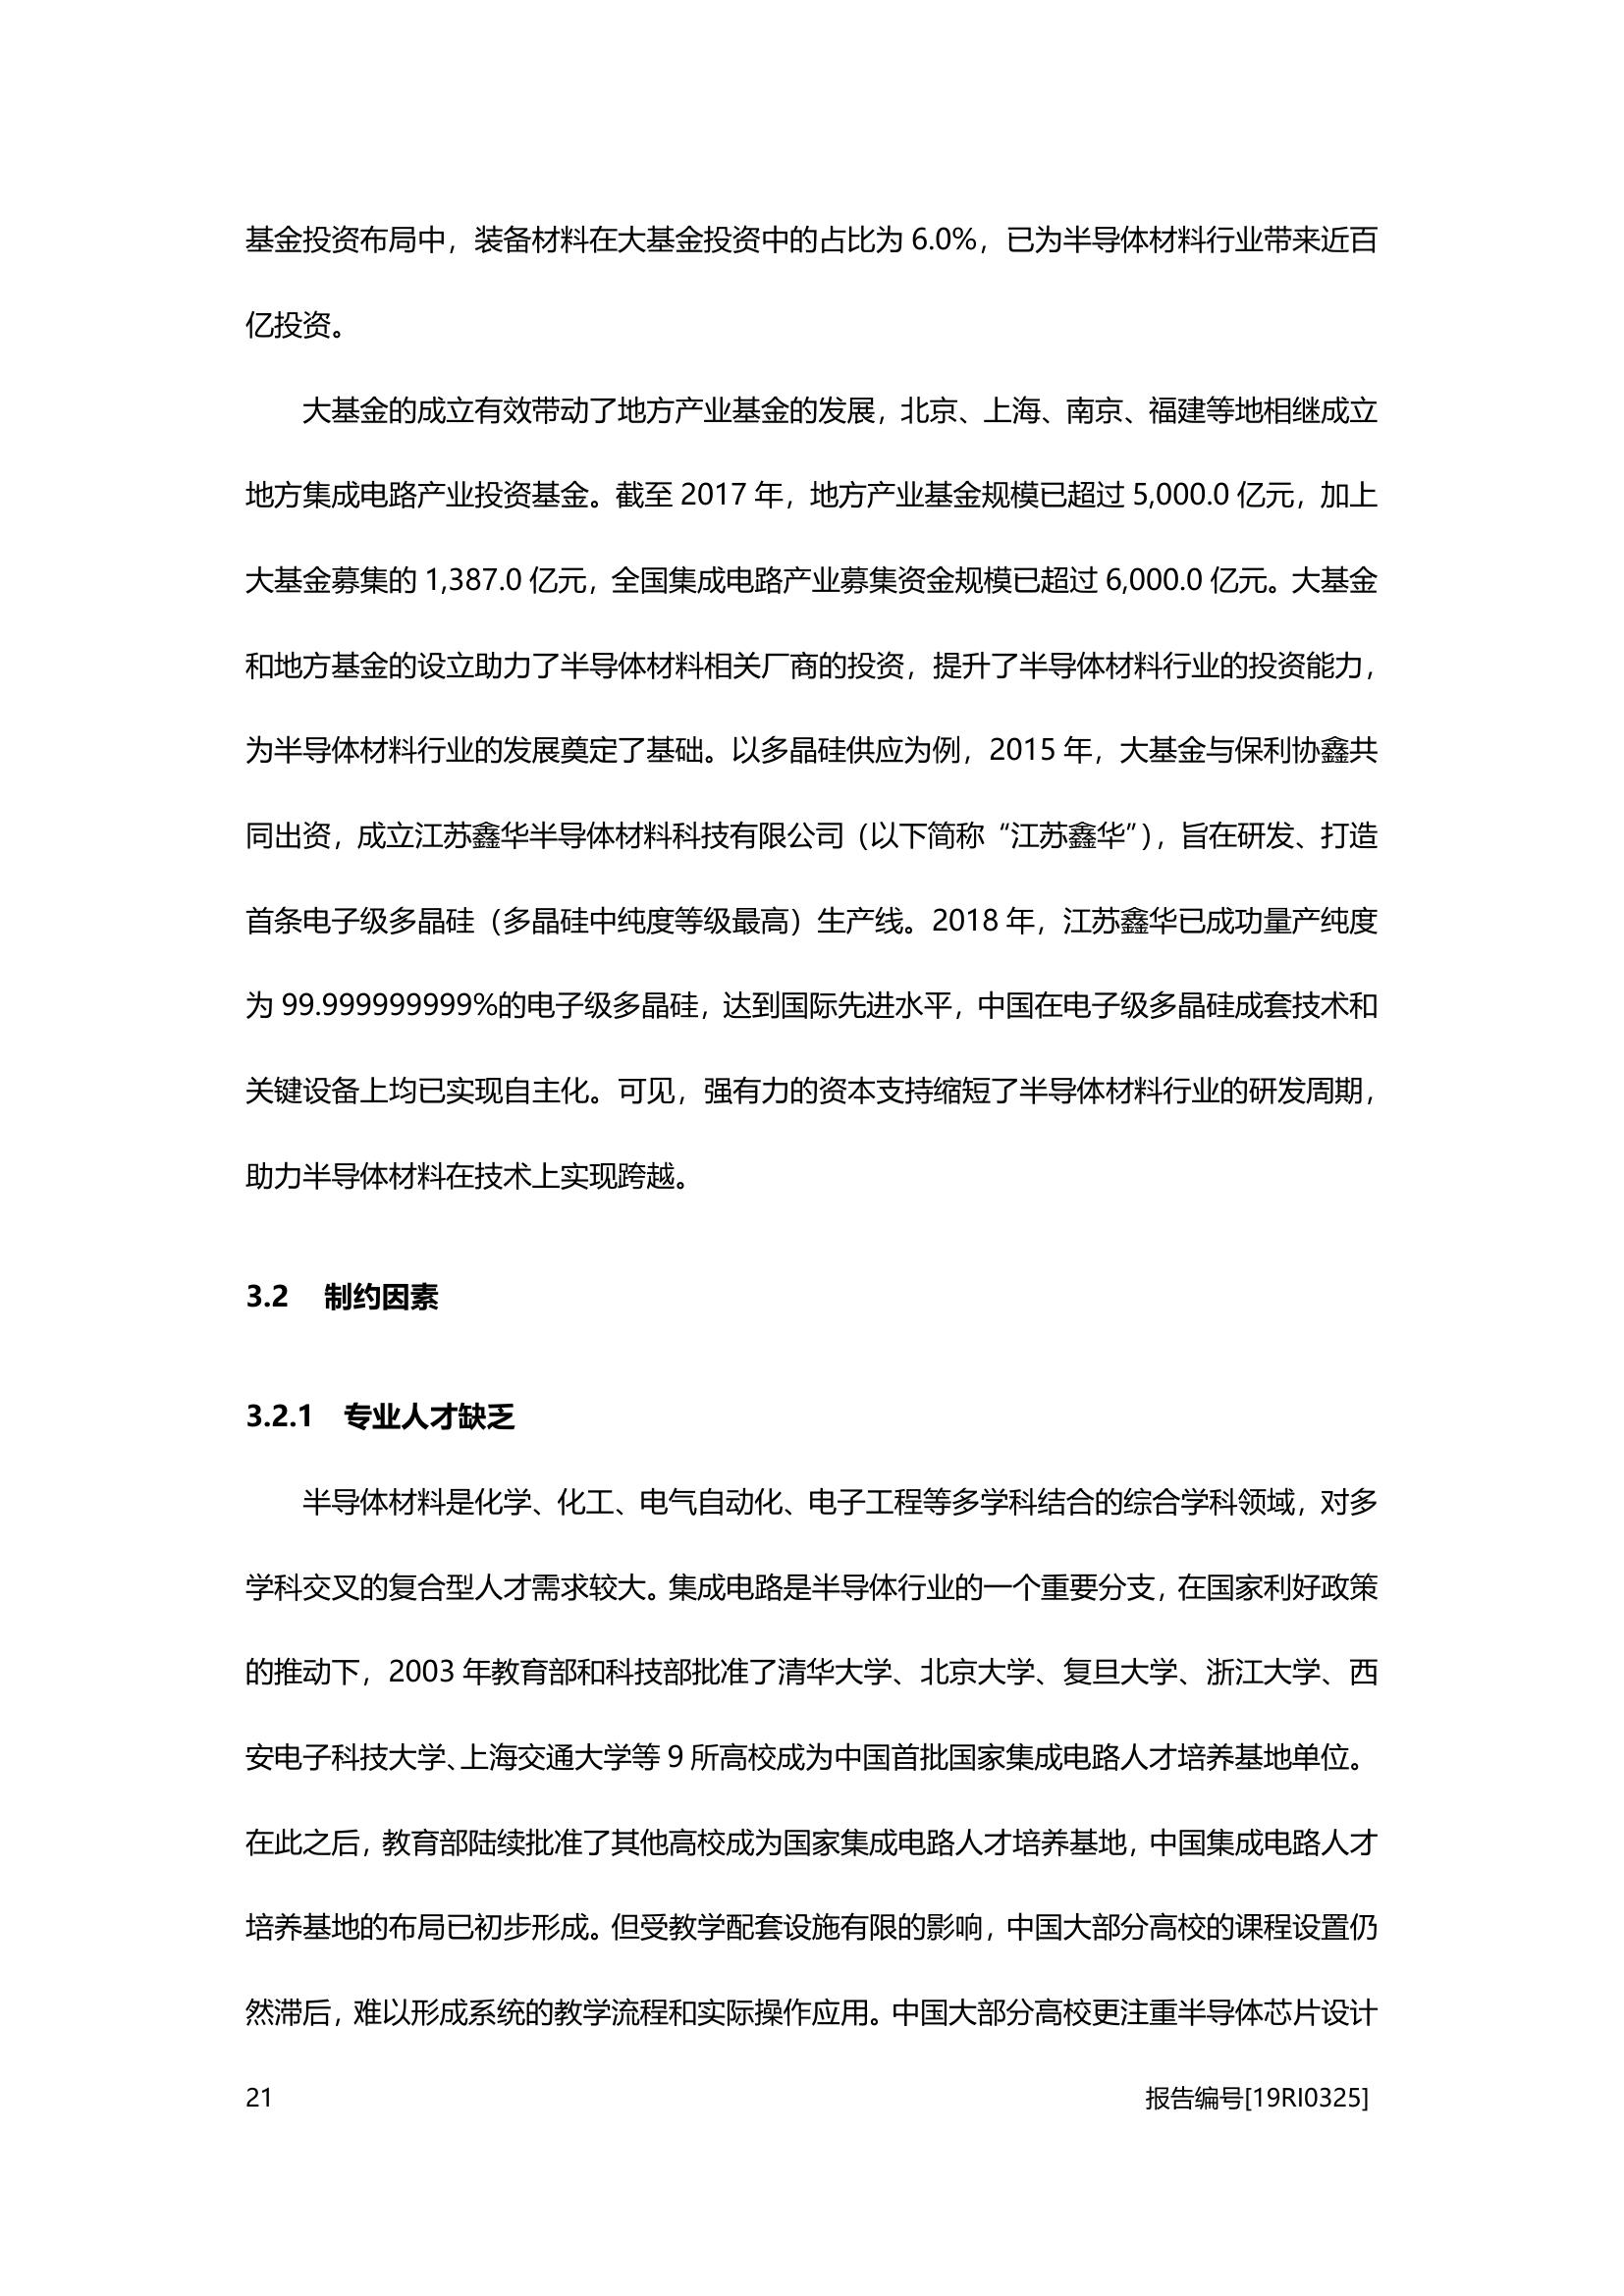 基金投资布局中，装备材料在大基金投资中的占比为 6.0%，已为半导体材料行业带来近百
亿投资。
大基金的成立有效带动了地方产业基金的发展，北京、上海、南京、福建等地相继成立
地方集成电路产业投资基金。截至 2017 年，地方产业基金规模已超过 5,000.0 亿元，加上
大基金募集的 1,387.0 亿元，全国集成电路产业募集资金规模已超过 6,000.0 亿元。大基金
和地方基金的设立助力了半导体材料相关厂商的投资，提升了半导体材料行业的投资能力，
为半导体材料行业的发展奠定了基础。以多晶硅供应为例，2015 年，大基金与保利协鑫共
同出资，成立江苏鑫华半导体材料科技有限公司（以下简称“江苏鑫华”），旨在研发、打造
首条电子级多晶硅（多晶硅中纯度等级最高）生产线。2018 年，江苏鑫华已成功量产纯度
为 99.999999999%的电子级多晶硅，达到国际先进水平，中国在电子级多晶硅成套技术和
关键设备上均已实现自主化。可见，强有力的资本支持缩短了半导体材料行业的研发周期，
助力半导体材料在技术上实现跨越。
3.2 制约因素
3.2.1 专业人才缺乏
半导体材料是化学、化工、电气自动化、电子工程等多学科结合的综合学科领域，对多
学科交叉的复合型人才需求较大。集成电路是半导体行业的一个重要分支，在国家利好政策
的推动下，2003 年教育部和科技部批准了清华大学、北京大学、复旦大学、浙江大学、西
安电子科技大学、上海交通大学等 9 所高校成为中国首批国家集成电路人才培养基地单位。
在此之后，教育部陆续批准了其他高校成为国家集成电路人才培养基地，中国集成电路人才
培养基地的布局已初步形成。但受教学配套设施有限的影响，中国大部分高校的课程设置仍
然滞后，难以形成系统的教学流程和实际操作应用。中国大部分高校更注重半导体芯片设计
21 报告编号[19RI0325]